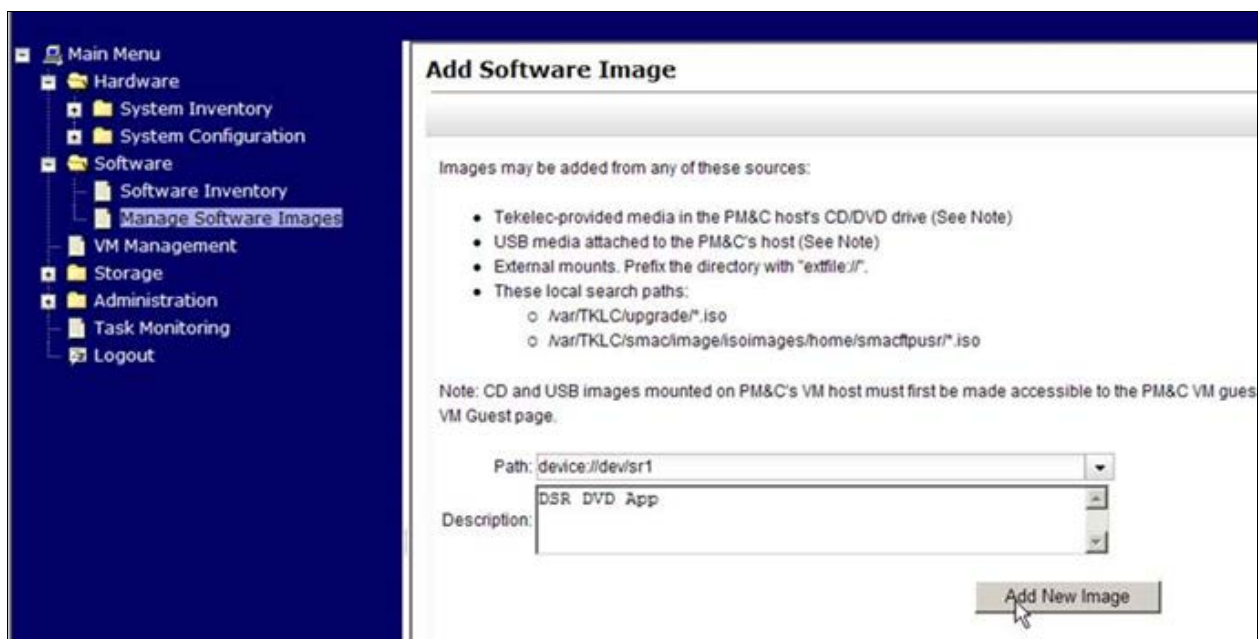 Main Menu
Hardware
System Inventory
System Configuration
Software
Software Inventory
Manage Software Images
VM Management
Storage
Administration
Task Monitoring
Logout
Add Software Image
Images may be added from any of these sources:
Tekelec-provided media in the PM&C host's CD/DVD drive (See Note)
USB media attached to the PM&C's host (See Note)
External mounts. Prefix the directory with "extfile://".
These local search paths:
/var/TKLC/upgrade/*.iso
/var/TKLC/smac/image/isoimages/home/smacftpusr/*.iso
Note: CD and USB images mounted on PM&C's VM host must first be made accessible to the PM&C VM gues
VM Guest page.
Path: device://dev/sr1
Description: DSR DVD App
Add New Image